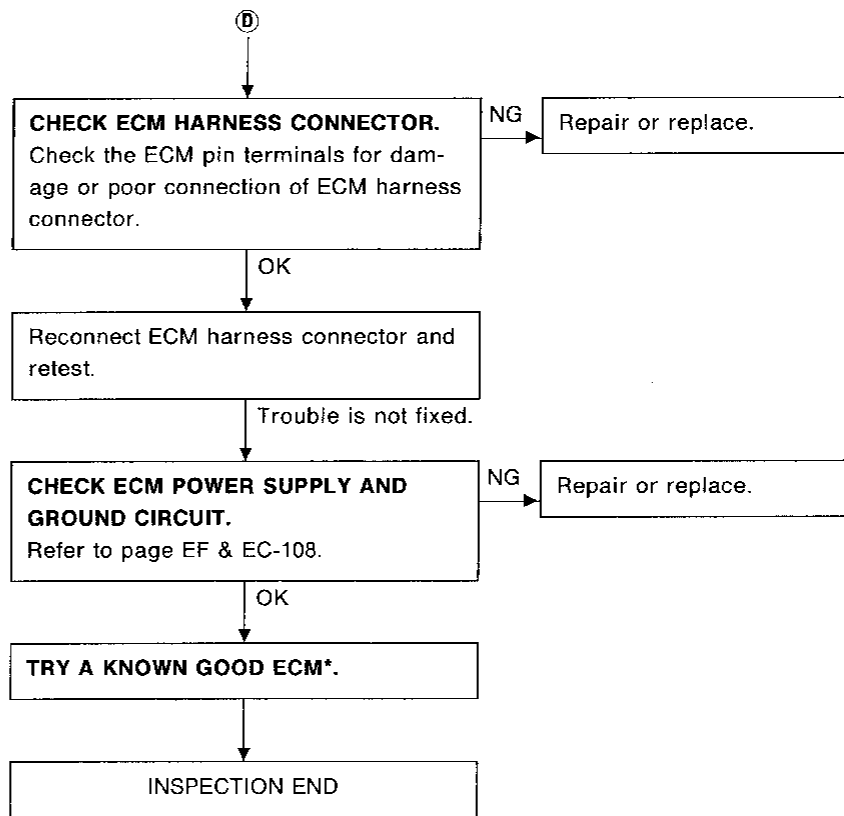 D
CHECK ECM HARNESS CONNECTOR.
Check the ECM pin terminals for dam-
age or poor connection of ECM harness
connector.
NG
Repair or replace.
OK
Reconnect ECM harness connector and
retest.
Trouble is not fixed.
CHECK ECM POWER SUPPLY AND
GROUND CIRCUIT.
Refer to page EF & EC-108.
NG
Repair or replace.
OK
TRY A KNOWN GOOD ECM*.
INSPECTION END